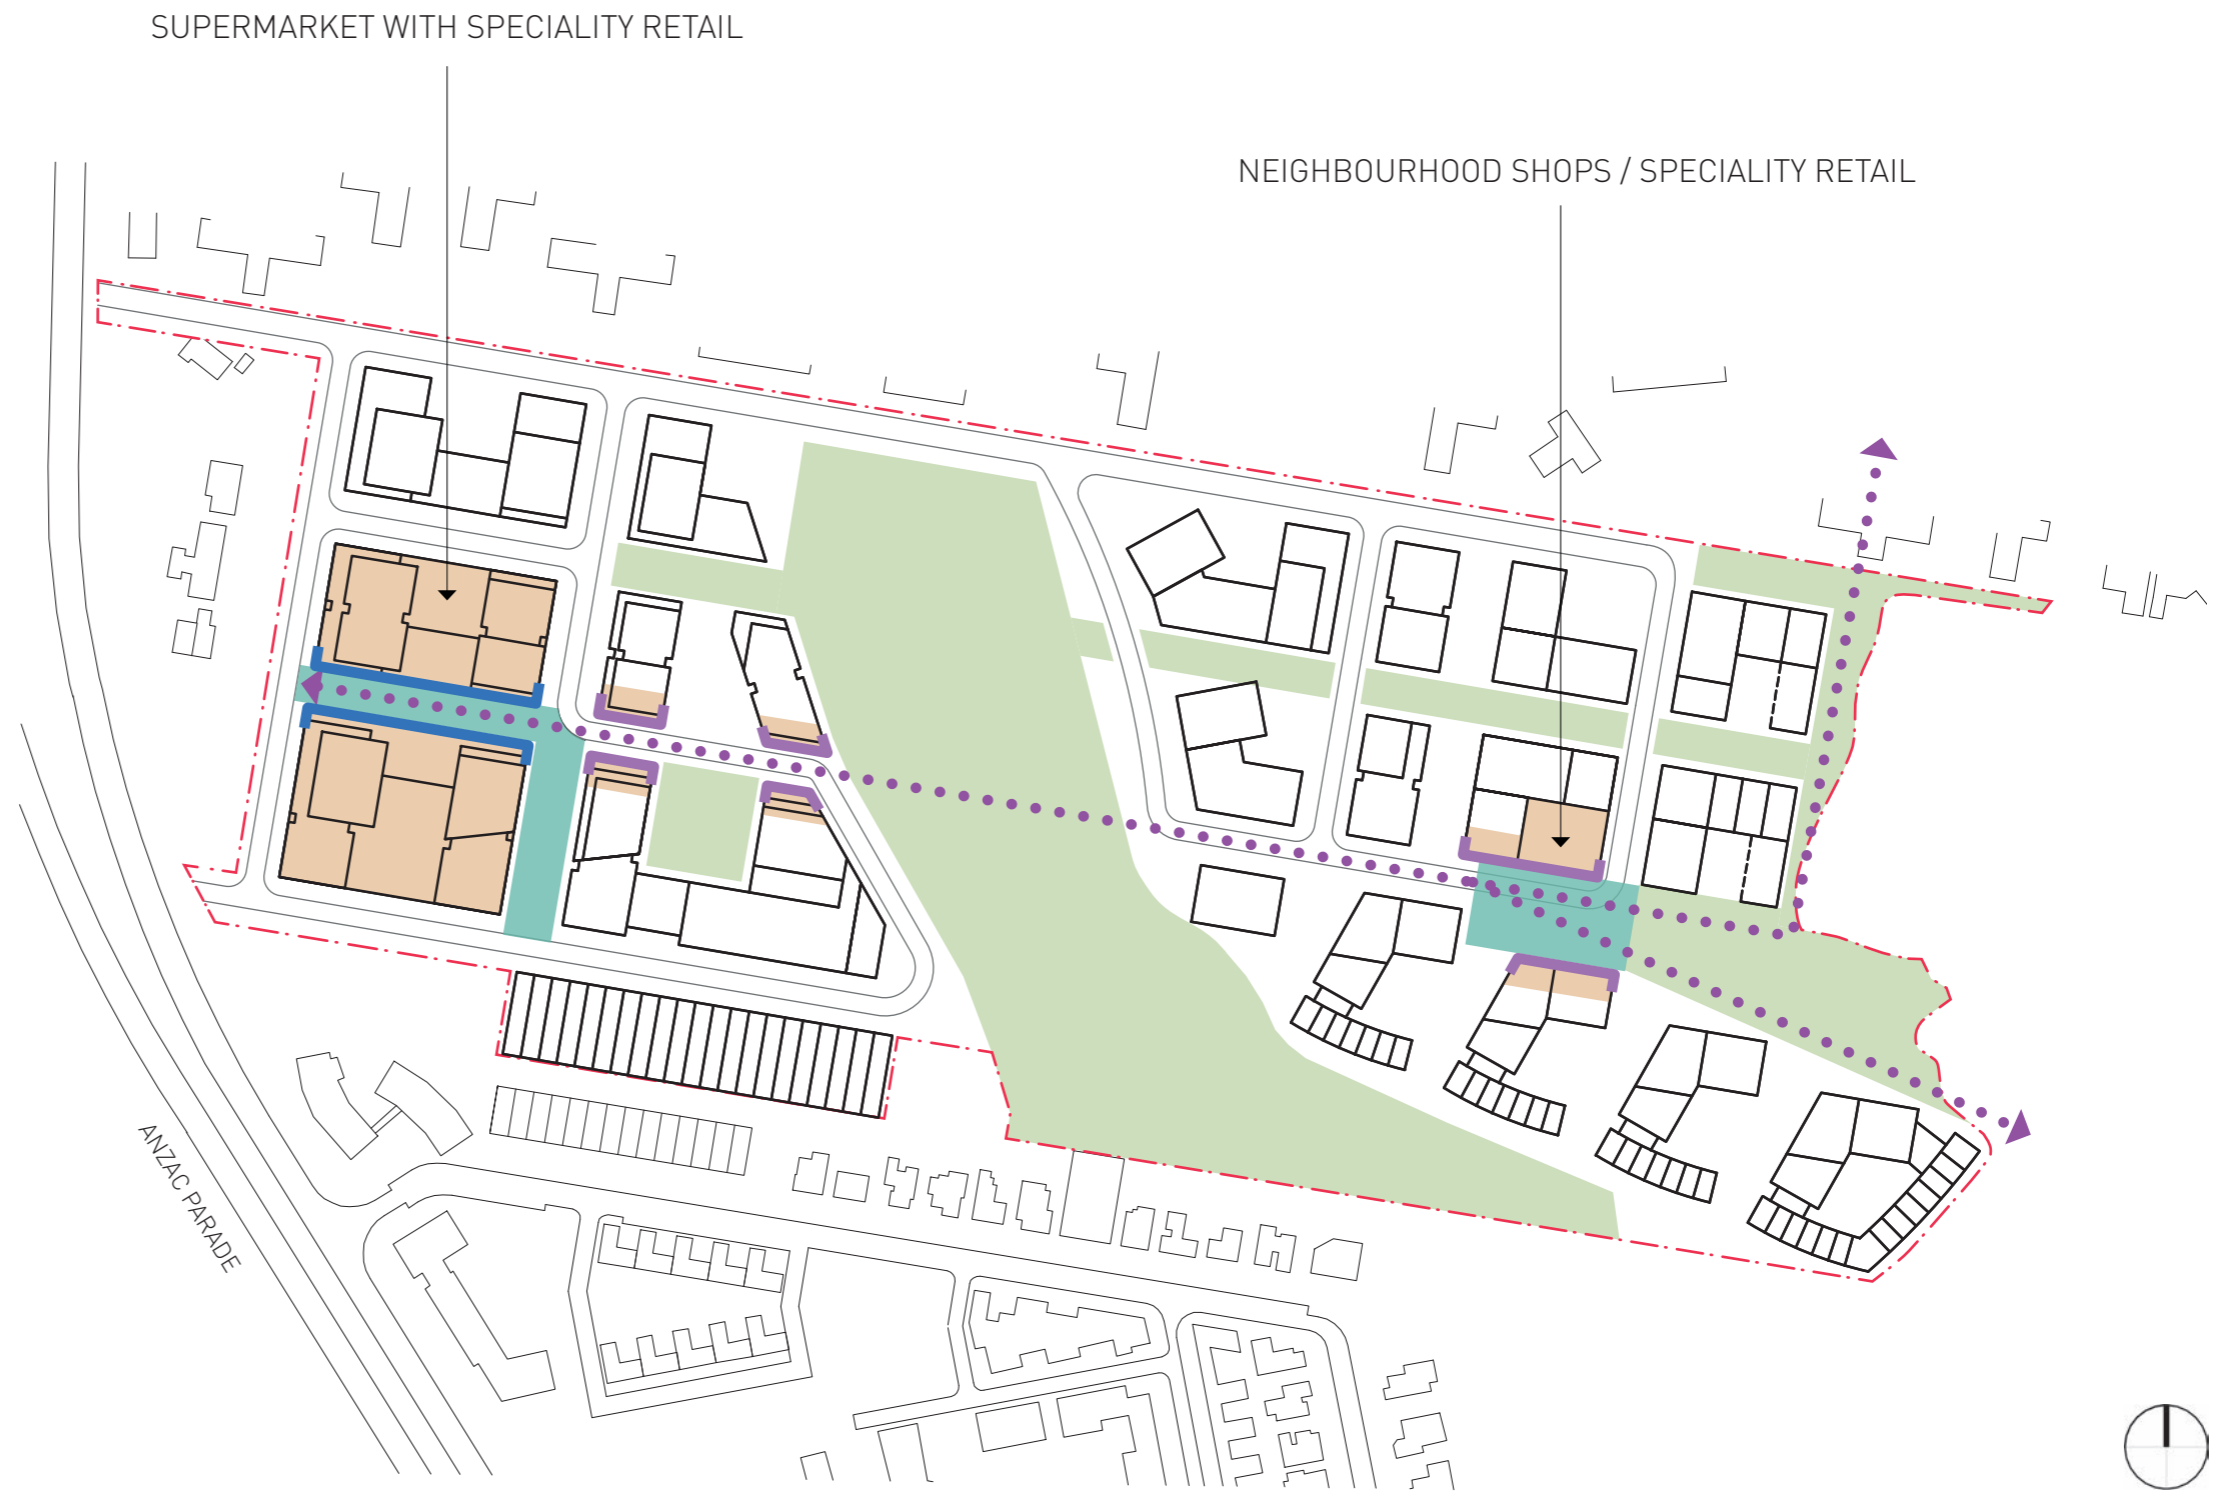 SUPERMARKET WITH SPECIALITY RETAIL
NEIGHBOURHOOD SHOPS / SPECIALITY RETAIL
ANZAC PARADE